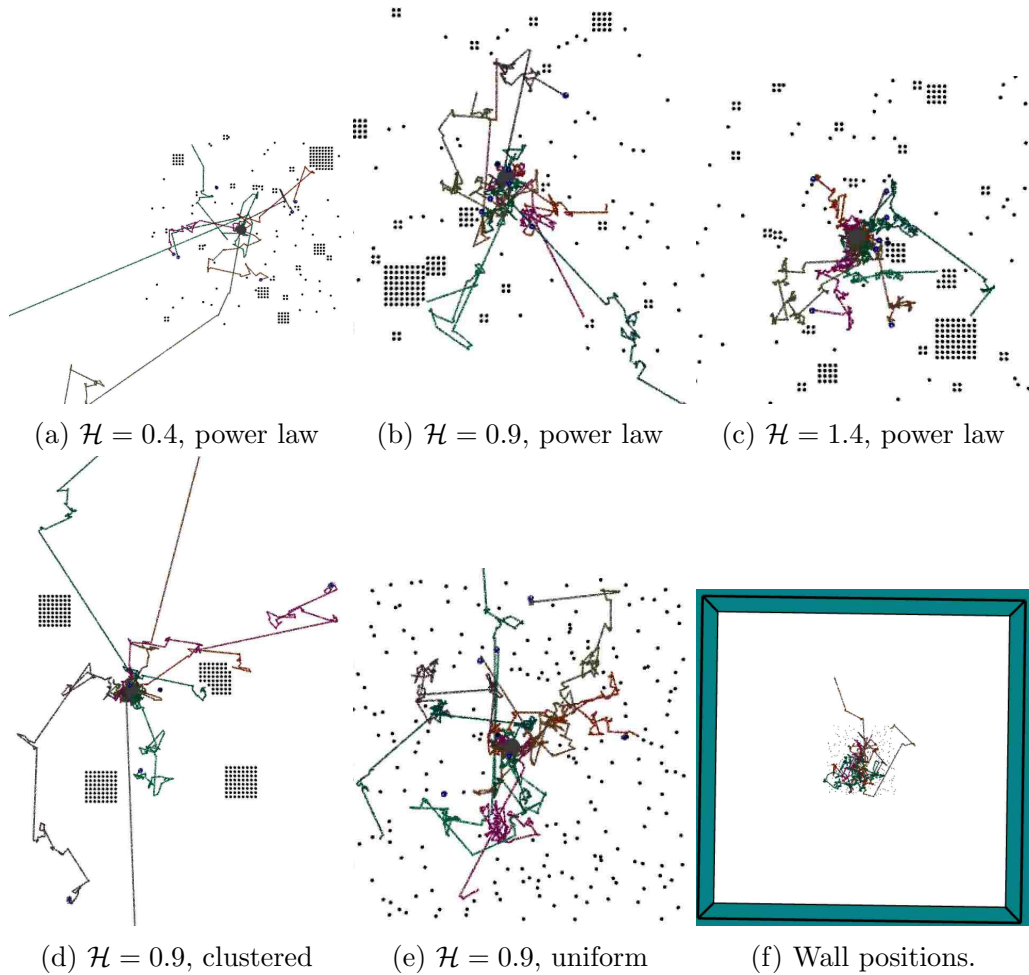 (a) ℋ = 0.4, power law
(b) ℋ = 0.9, power law
(c) ℋ = 1.4, power law
(d) ℋ = 0.9, clustered
(e) ℋ = 0.9, uniform
(f) Wall positions.